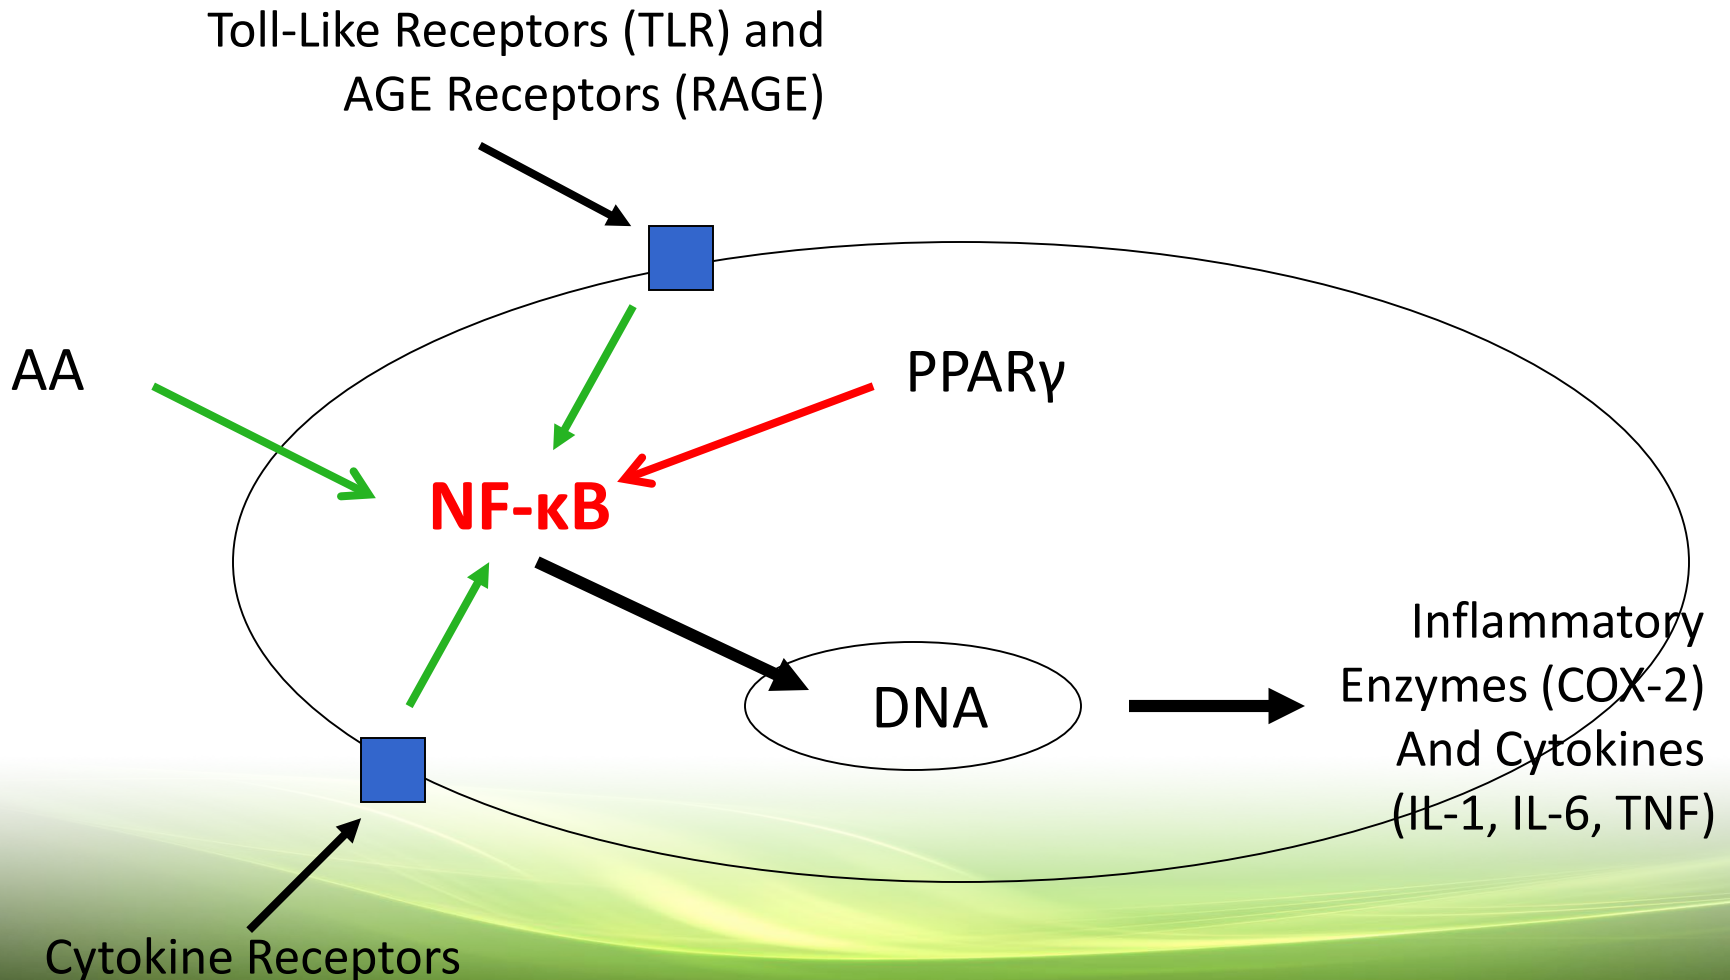 Toll-Like Receptors (TLR) and
AGE Receptors (RAGE)
AA
PPARγ
NF-κB
DNA
Inflammatory
Enzymes (COX-2)
And Cytokines
(IL-1, IL-6, TNF)
Cytokine Receptors